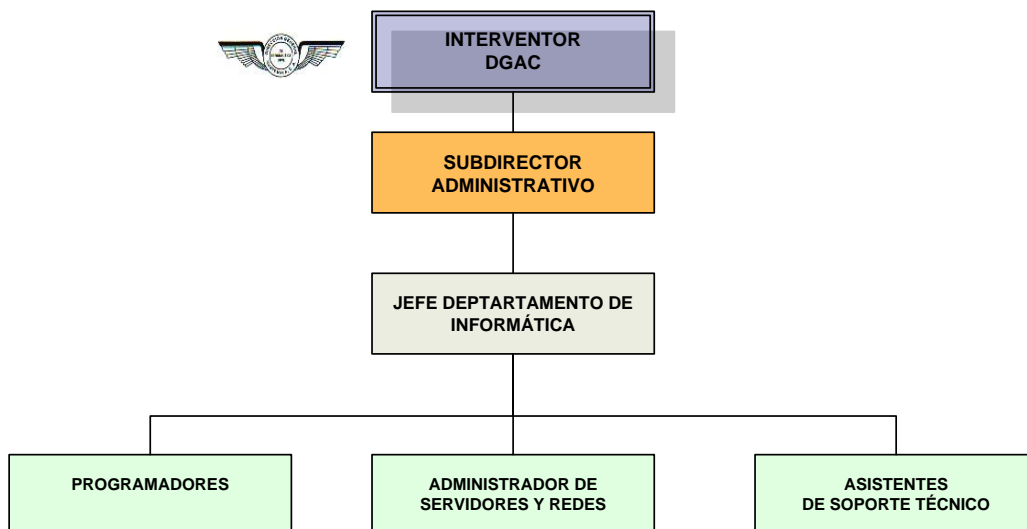 INTERVENTOR
DGAC
SUBDIRECTOR
ADMINISTRATIVO
JEFE DEPTARTAMENTO DE
INFORMÁTICA
PROGRAMADORES
ADMINISTRADOR DE
SERVIDORES Y REDES
ASISTENTES
DE SOPORTE TÉCNICO